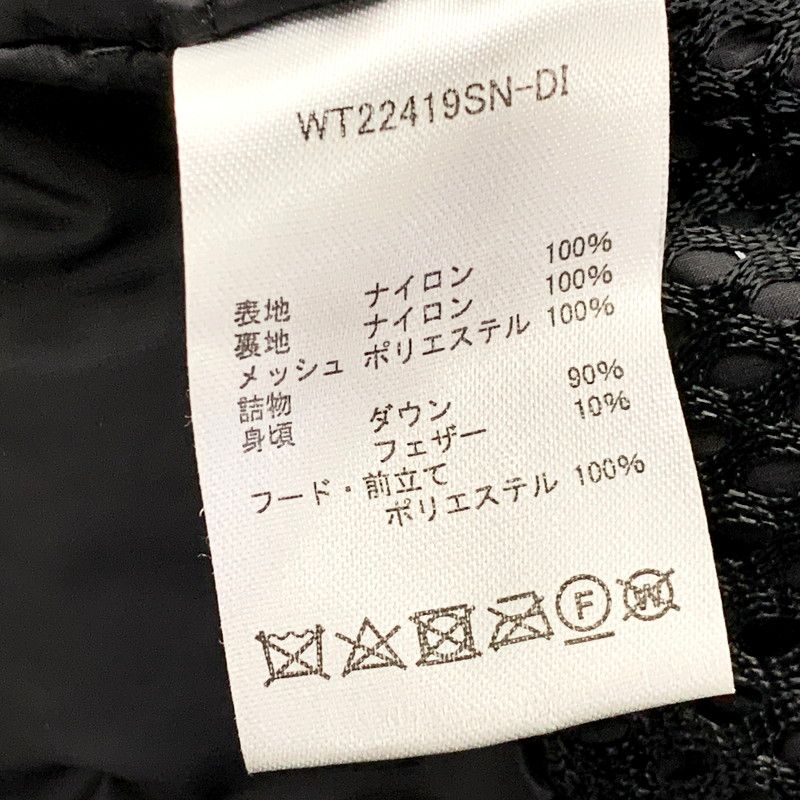 WT22419SN-DI
表地 ナイロン 100%
裏地 ナイロン 100%
メッシュ ポリエステル 100%
詰物
身頃 ダウン 90%
フェザー 10%
フード・前立て
ポリエステル 100%
F
W